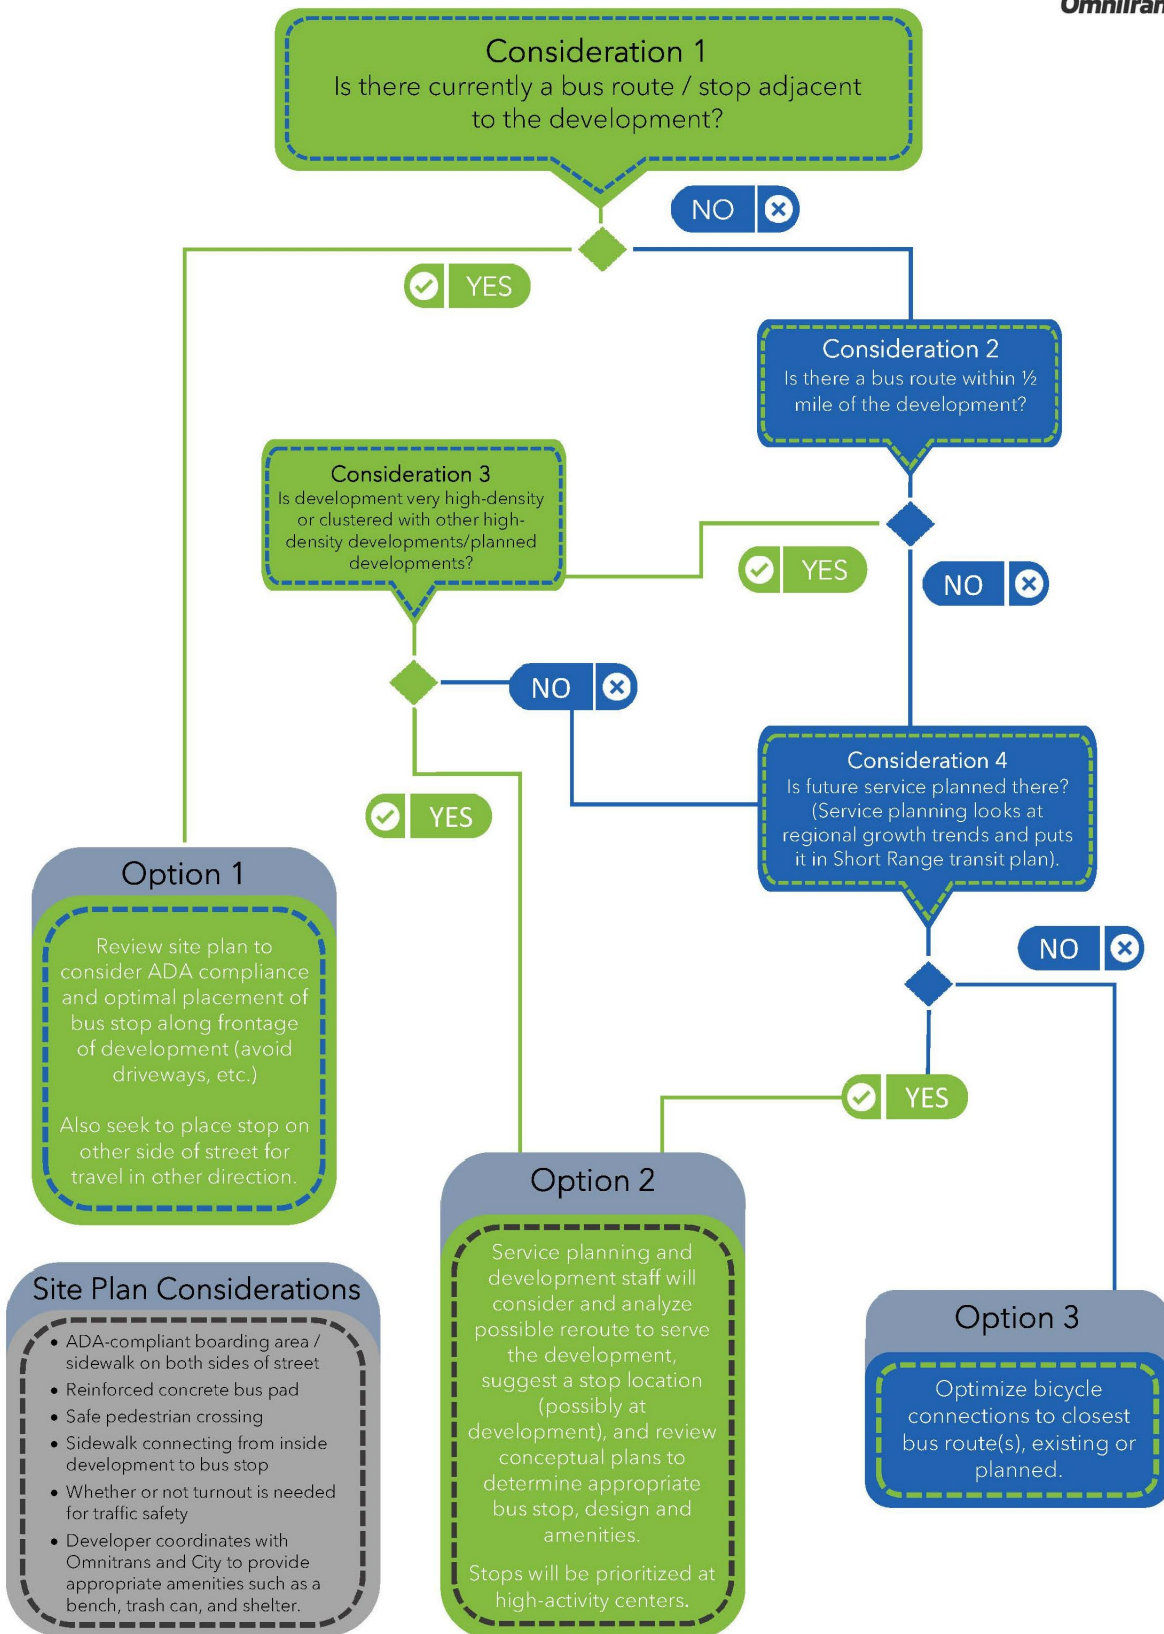 Consideration 1
Is there currently a bus route / stop adjacent
to the development?
NO
YES
Consideration 2
Is there a bus route within ½
mile of the development?
Consideration 3
Is development very high-density
or clustered with other high-
density developments/planned
developments?
YES
NO
NO
Consideration 4
Is future service planned there?
(Service planning looks at
regional growth trends and puts
it in Short Range transit plan).
YES
NO
YES
Option 1
Review site plan to
consider ADA compliance
and optimal placement of
bus stop along frontage
of development (avoid
driveways, etc.)
Also seek to place stop on
other side of street for
travel in other direction.
Option 2
Service planning and
development staff will
consider and analyze
possible reroute to serve
the development,
suggest a stop location
(possibly at
development), and review
conceptual plans to
determine appropriate
bus stop, design and
amenities.
Stops will be prioritized at
high-activity centers.
Option 3
Optimize bicycle
connections to closest
bus route(s), existing or
planned.
Site Plan Considerations
• ADA-compliant boarding area /
sidewalk on both sides of street
• Reinforced concrete bus pad
• Safe pedestrian crossing
• Sidewalk connecting from inside
development to bus stop
• Whether or not turnout is needed
for traffic safety
• Developer coordinates with
Omnitrans and City to provide
appropriate amenities such as a
bench, trash can, and shelter.